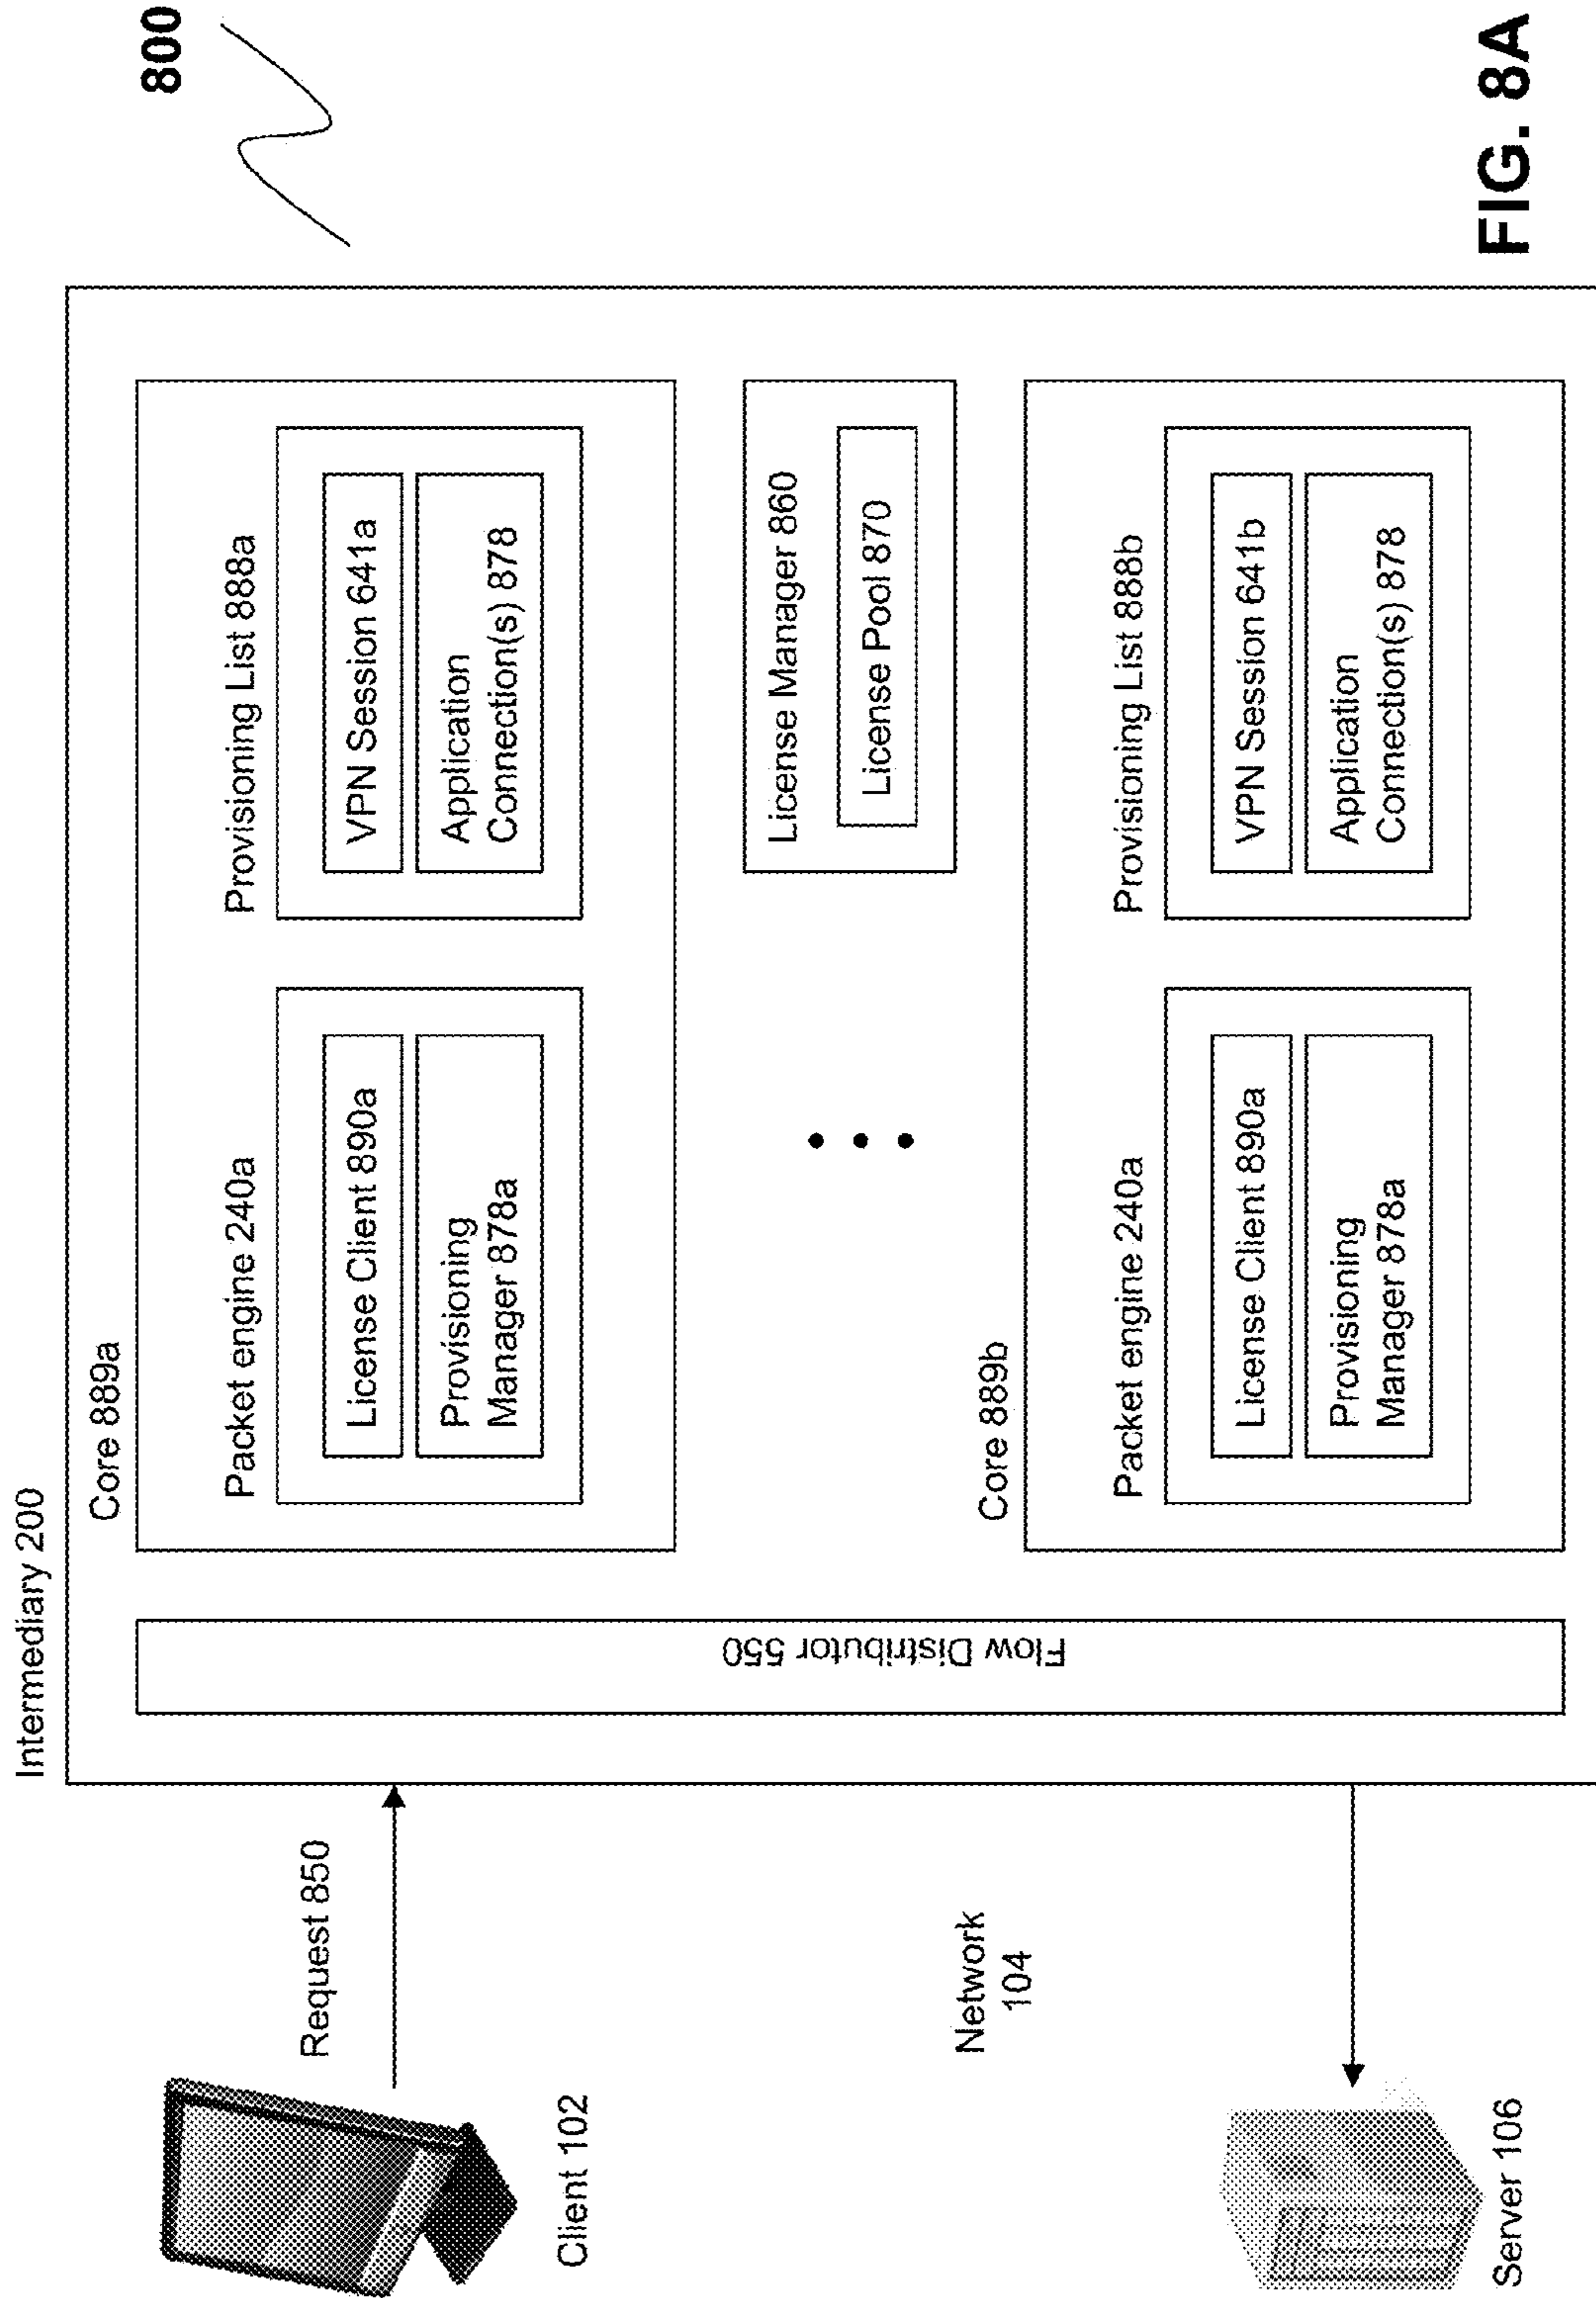 800
Intermediary 200
Core 889a
Packet engine 240a
License Client 890a
Provisioning
Manager 878a
Provisioning List 888a
VPN Session 641a
Application
Connection(s) 878
Request 850
Client 102
Flow Distributor 550
License Manager 860
License Pool 870
Network
104
Core 889b
Packet engine 240a
License Client 890a
Provisioning
Manager 878a
Provisioning List 888b
VPN Session 641b
Application
Connection(s) 878
Server 106
FIG. 8A